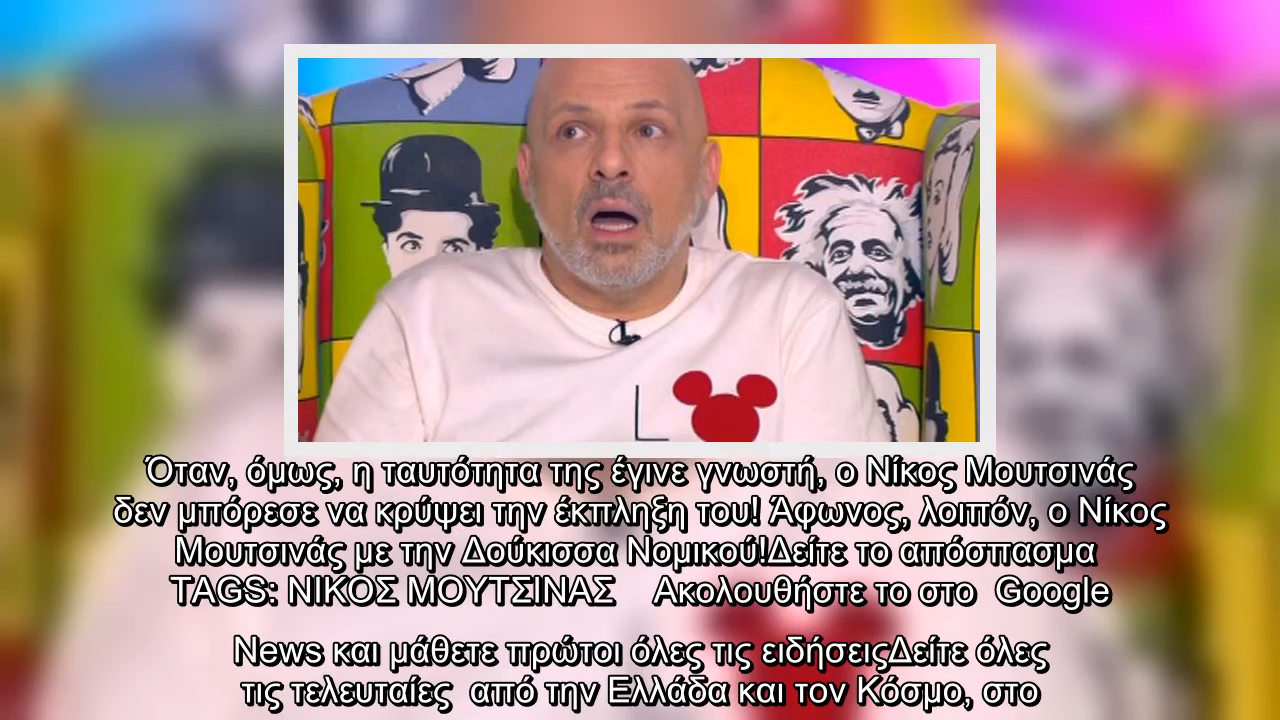 Όταν, όμως, η ταυτότητα της έγινε γνωστή, ο Νίκος Μουτσινάς
δεν μπόρεσε να κρύψει την έκπληξη του! Άφωνος, λοιπόν, ο Νίκος
Μουτσινάς με την Δούκισσα Νομικού!Δείτε το απόσπασμα
TAGS: ΝΙΚΟΣ ΜΟΥΤΣΙΝΑΣ    Ακολουθήστε το στο  Google
News και μάθετε πρώτοι όλες τις ειδήσειςΔείτε όλες
τις τελευταίες  από την Ελλάδα και τον Κόσμο, στο